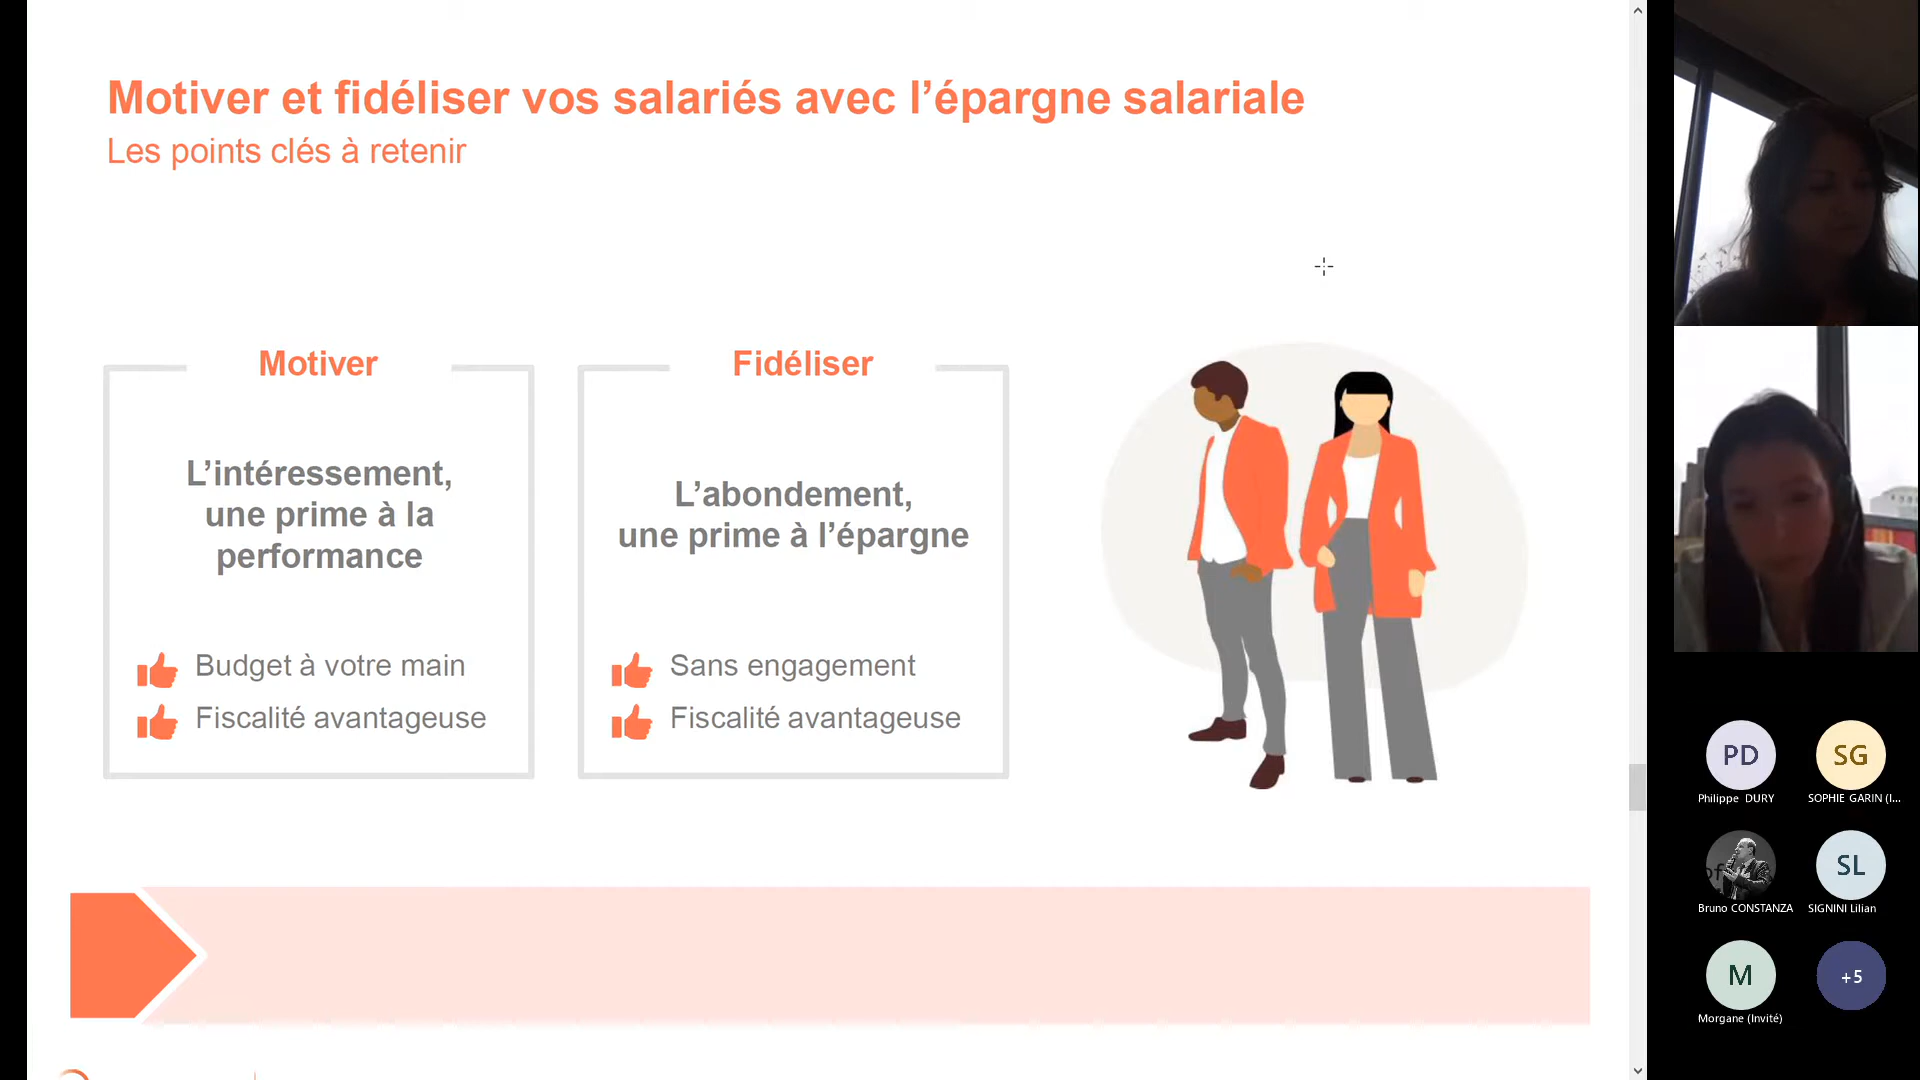 Motiver et fidéliser vos salariés avec l’épargne salariale
Les points clés à retenir
Motiver
L’intéressement,
une prime à la
performance
Budget à votre main
Fiscalité avantageuse
Fidéliser
L’abondement,
une prime à l’épargne
Sans engagement
Fiscalité avantageuse
PD
Philippe DURY
SG
SOPHIE GARIN (I...
Bruno CONSTANZA
SL
SIGNINI Lilian
M
Morgane (Invité)
+5